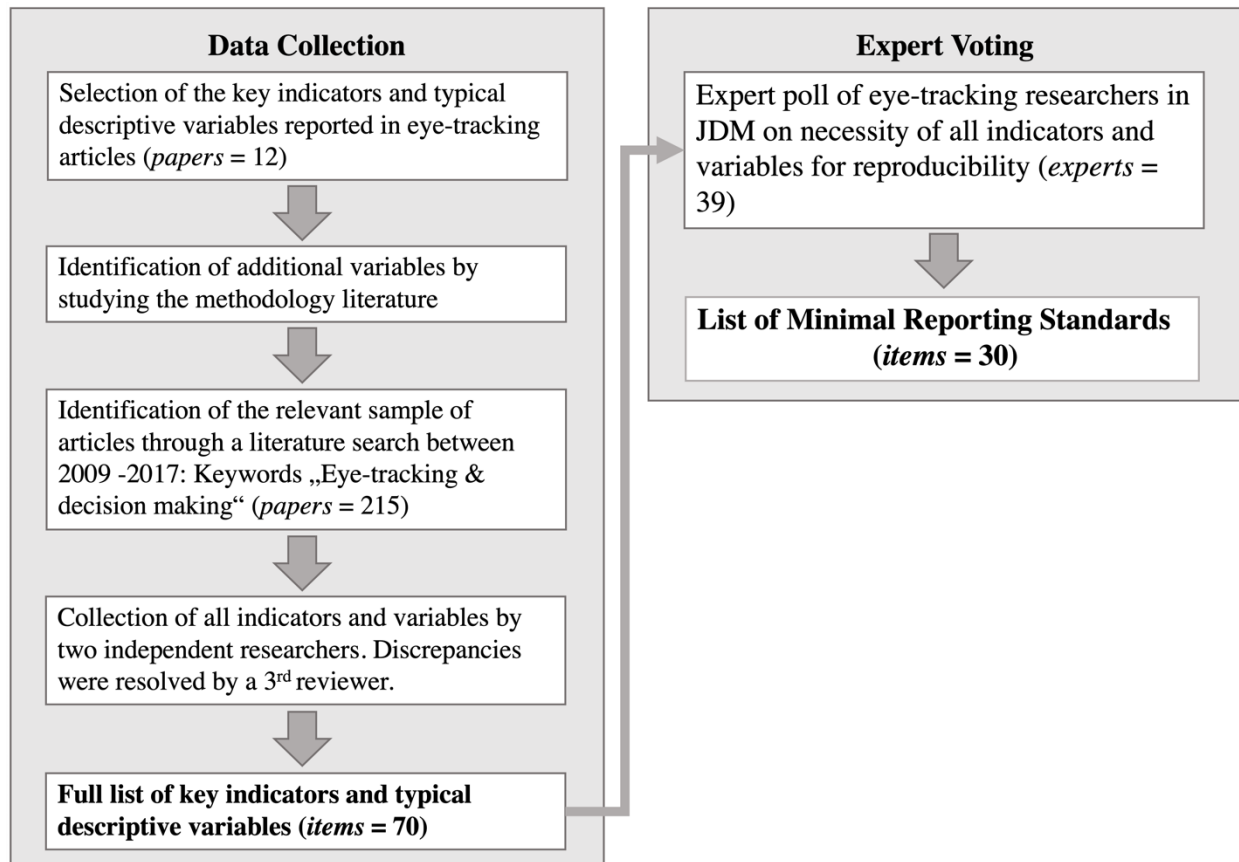 Data Collection
Selection of the key indicators and typical
descriptive variables reported in eye-tracking
articles (papers = 12)
Identification of additional variables by
studying the methodology literature
Identification of the relevant sample of
articles through a literature search between
2009 -2017: Keywords „Eye-tracking &
decision making“ (papers = 215)
Collection of all indicators and variables by
two independent researchers. Discrepancies
were resolved by a 3rd reviewer.
Full list of key indicators and typical
descriptive variables (items = 70)
Expert Voting
Expert poll of eye-tracking researchers in
JDM on necessity of all indicators and
variables for reproducibility (experts =
39)
List of Minimal Reporting Standards
(items = 30)